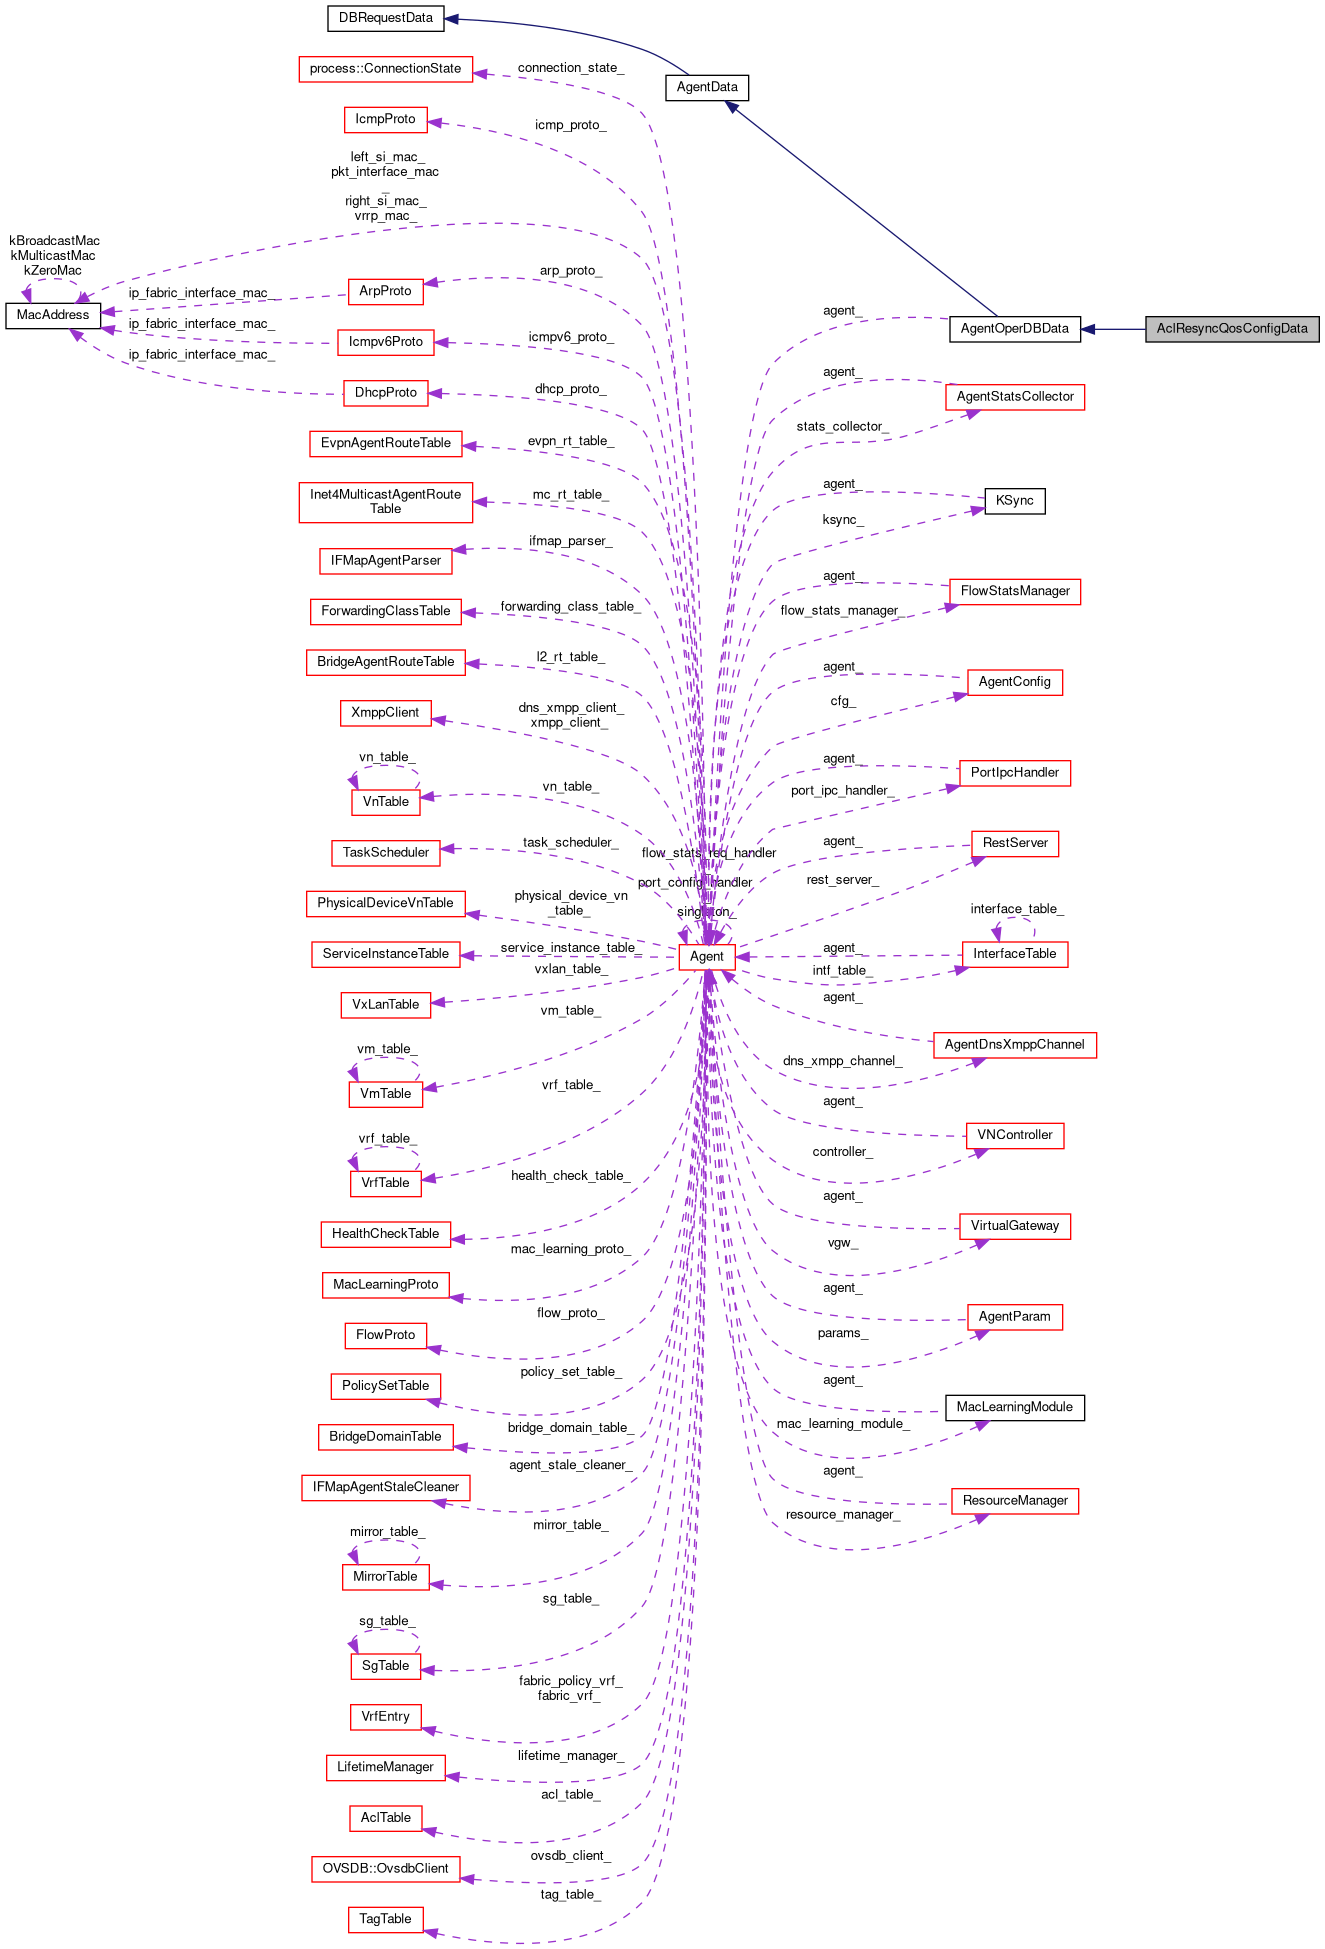 DBRequestData
process::ConnectionState
connection_state_
AgentData
IcmpProto
icmp_proto_
left_si_mac_
pkt_interface_mac
_
right_si_mac_
vrrp_mac_
kBroadcastMac
kMulticastMac
kZeroMac
MacAddress
ip_fabric_interface_mac_
ArpProto
arp_proto_
ip_fabric_interface_mac_
Icmpv6Proto
icmpv6_proto_
ip_fabric_interface_mac_
DhcpProto
dhcp_proto_
agent_
AgentOperDBData
AclResyncQosConfigData
agent_
AgentStatsCollector
stats_collector_
EvpnAgentRouteTable
evpn_rt_table_
Inet4MulticastAgentRoute
Table
mc_rt_table_
agent_
KSync
ksync_
IFMapAgentParser
ifmap_parser_
agent_
FlowStatsManager
flow_stats_manager_
ForwardingClassTable
forwarding_class_table_
BridgeAgentRouteTable
l2_rt_table_
agent_
AgentConfig
cfg_
XmppClient
dns_xmpp_client_
xmpp_client_
vn_table_
VnTable
vn_table_
agent_
PortIpcHandler
port_ipc_handler_
TaskScheduler
task_scheduler_
flow_stats_req_handler
_
port_config_handler
_
singleton_
agent_
RestServer
rest_server_
PhysicalDeviceVnTable
physical_device_vn
_table_
ServiceInstanceTable
service_instance_table_
Agent
interface_table_
agent_
InterfaceTable
intf_table_
VxLanTable
vxlan_table_
agent_
AgentDnsXmppChannel
dns_xmpp_channel_
vm_table_
VmTable
vm_table_
vrf_table_
VrfTable
vrf_table_
agent_
VNController
controller_
HealthCheckTable
health_check_table_
agent_
VirtualGateway
vgw_
MacLearningProto
mac_learning_proto_
FlowProto
flow_proto_
agent_
AgentParam
params_
PolicySetTable
policy_set_table_
agent_
MacLearningModule
mac_learning_module_
BridgeDomainTable
bridge_domain_table_
IFMapAgentStaleCleaner
agent_stale_cleaner_
agent_
ResourceManager
resource_manager_
mirror_table_
MirrorTable
mirror_table_
sg_table_
SgTable
sg_table_
VrfEntry
fabric_policy_vrf_
fabric_vrf_
LifetimeManager
lifetime_manager_
AclTable
acl_table_
OVSDB::OvsdbClient
ovsdb_client_
TagTable
tag_table_